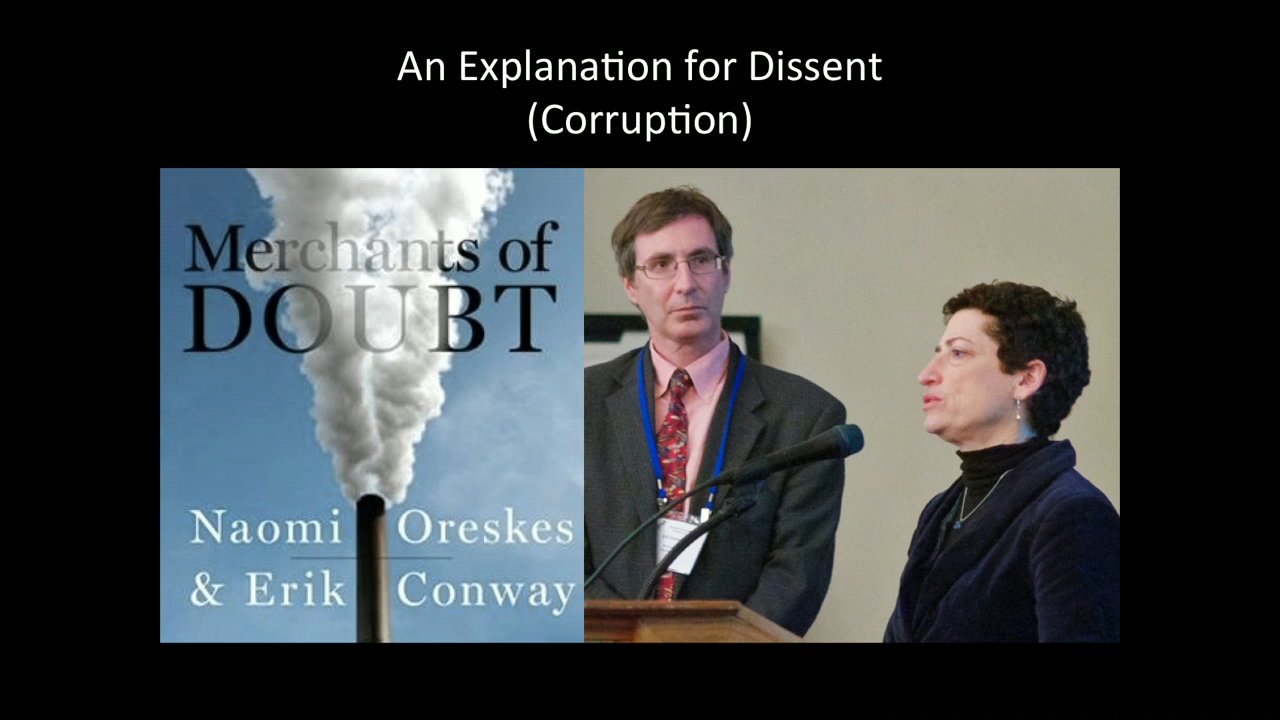 An Explanation for Dissent
(Corruption)
Merchants of
DOUBT
Naomi Oreskes
& Erik Conway